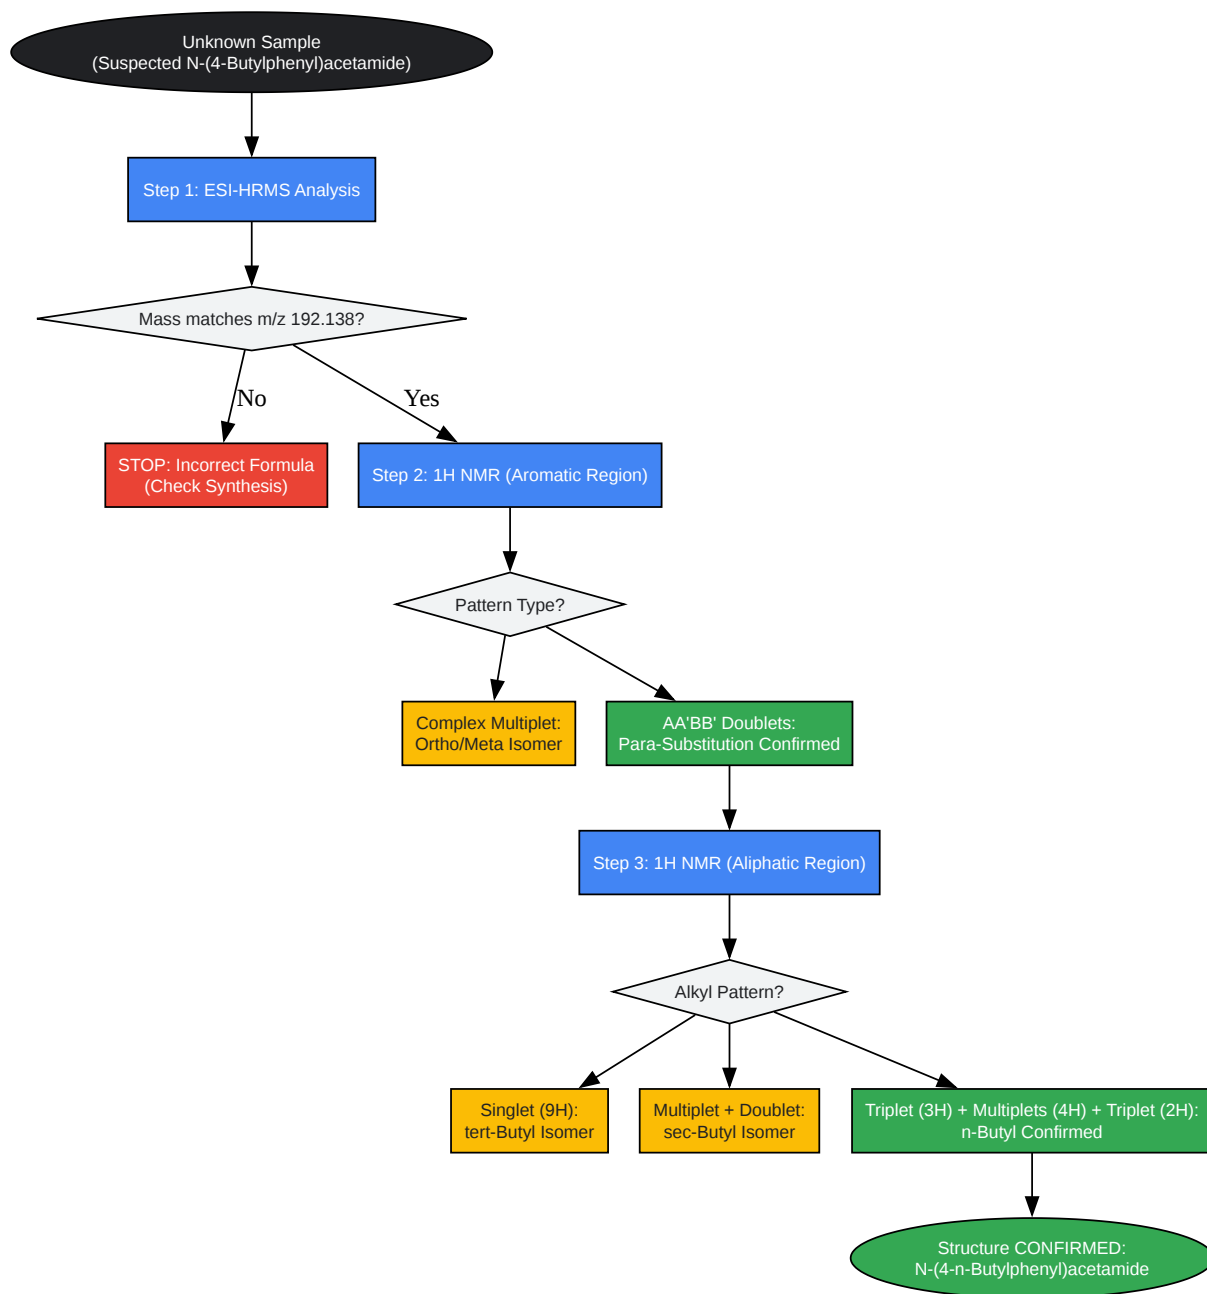 Unknown Sample
(Suspected N-(4-Butylphenyl)acetamide)
Step 1: ESI-HRMS Analysis
Mass matches m/z 192.138?
No
Yes
STOP: Incorrect Formula
(Check Synthesis)
Step 2: 1H NMR (Aromatic Region)
Pattern Type?
Complex Multiplet:
Ortho/Meta Isomer
AA'BB' Doublets:
Para-Substitution Confirmed
Step 3: 1H NMR (Aliphatic Region)
Alkyl Pattern?
Singlet (9H):
tert-Butyl Isomer
Multiplet + Doublet:
sec-Butyl Isomer
Triplet (3H) + Multiplets (4H) + Triplet (2H):
n-Butyl Confirmed
Structure CONFIRMED:
N-(4-n-Butylphenyl)acetamide